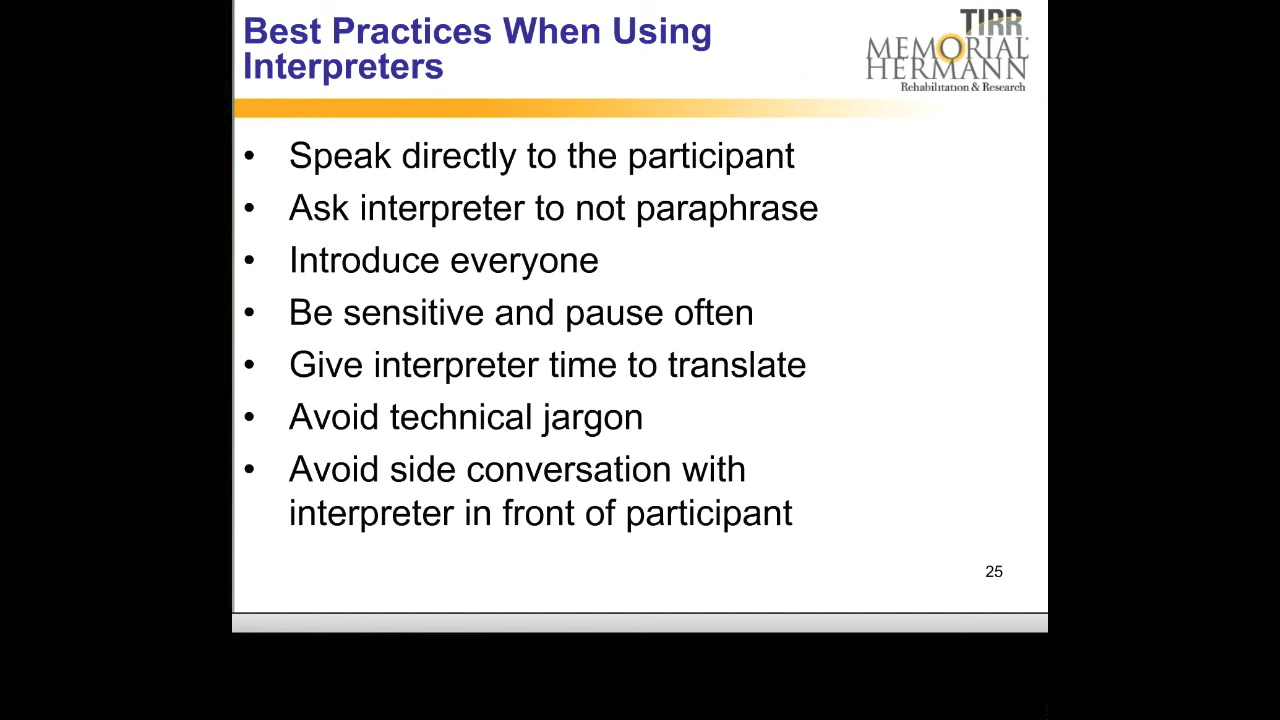 Best Practices When Using
Interpreters
TIRR
MEMORIAL
HERMANN
Rehabilitation & Research
• Speak directly to the participant
• Ask interpreter to not paraphrase
• Introduce everyone
• Be sensitive and pause often
• Give interpreter time to translate
• Avoid technical jargon
• Avoid side conversation with
interpreter in front of participant
25